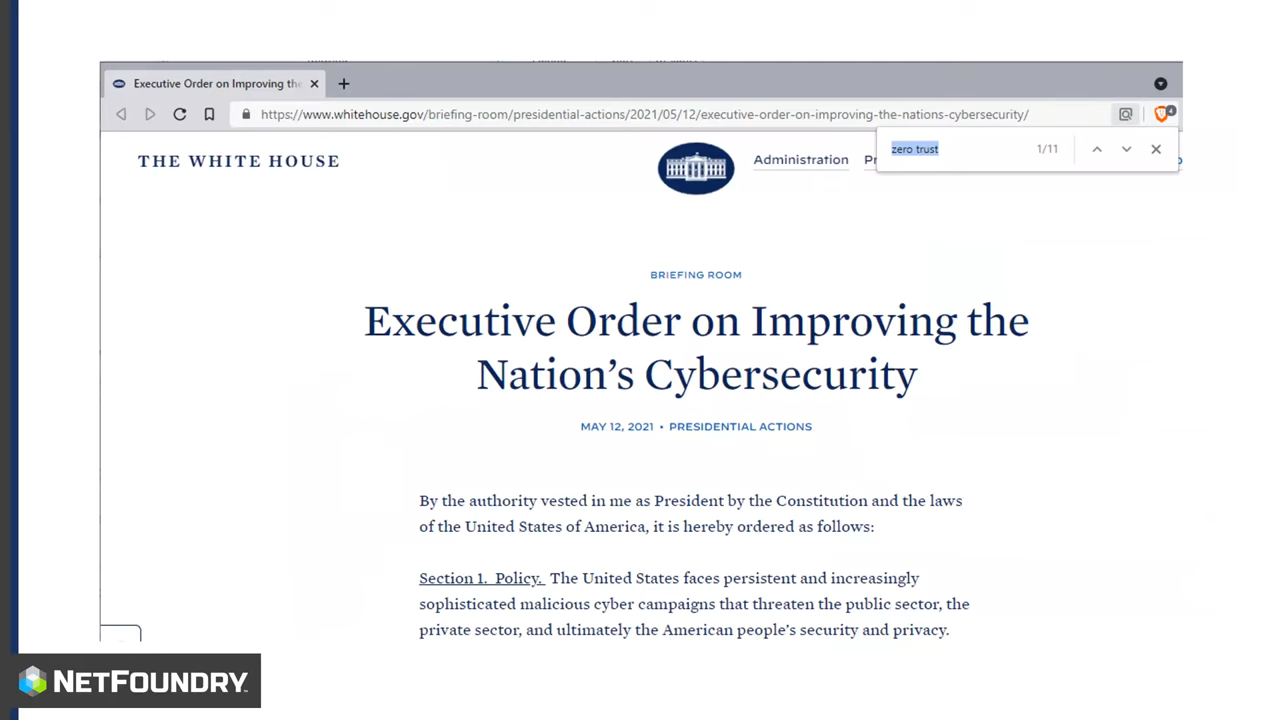 Executive Order on Improving the
https://www.whitehouse.gov/briefing-room/presidential-actions/2021/05/12/executive-order-on-improving-the-nations-cybersecurity/
4
zero trust 1/11
THE WHITE HOUSE
Administration
BRIEFING ROOM
Executive Order on Improving the
Nation's Cybersecurity
MAY 12, 2021 • PRESIDENTIAL ACTIONS
By the authority vested in me as President by the Constitution and the laws
of the United States of America, it is hereby ordered as follows:
Section 1. Policy. The United States faces persistent and increasingly
sophisticated malicious cyber campaigns that threaten the public sector, the
private sector, and ultimately the American people's security and privacy.
NETFOUNDRY